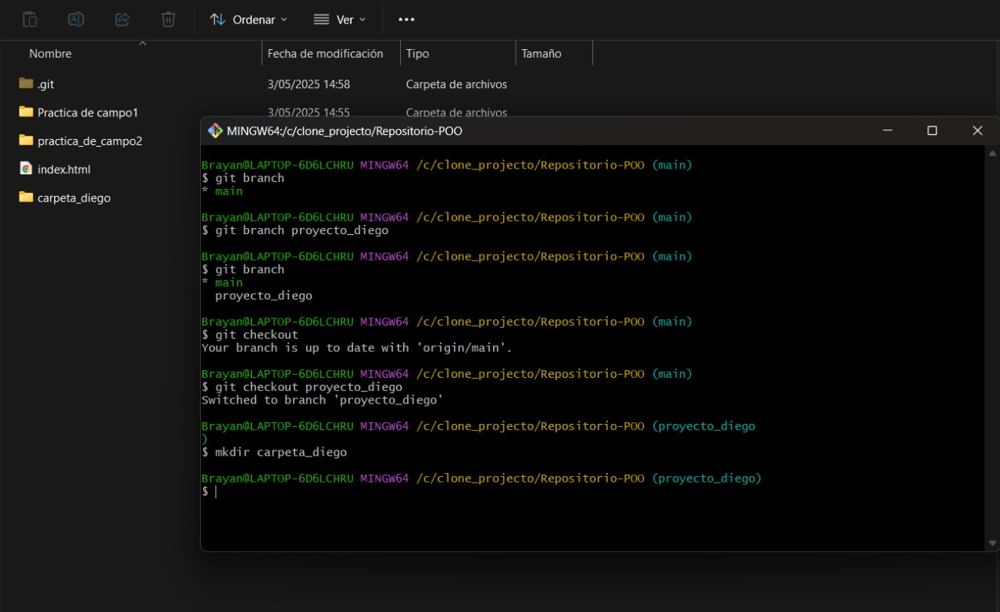 Ordenar
Ver
Nombre
Fecha de modificación
Tipo
Tamaño
.git
3/05/2025 14:58
Carpeta de archivos
Practica de campo1
3/05/2025 14:55
Carpeta de archivos
practica_de_campo2
index.html
carpeta_diego
MINGW64:/c/clone_projecto/Repositorio-POO
Brayan@LAPTOP-6D6LCHRU MINGW64 /c/clone_projecto/Repositorio-POO (main)
$ git branch
* main
Brayan@LAPTOP-6D6LCHRU MINGW64 /c/clone_projecto/Repositorio-POO (main)
$ git branch proyecto_diego
Brayan@LAPTOP-6D6LCHRU MINGW64 /c/clone_projecto/Repositorio-POO (main)
$ git branch
* main
  proyecto_diego
Brayan@LAPTOP-6D6LCHRU MINGW64 /c/clone_projecto/Repositorio-POO (main)
$ git checkout
Your branch is up to date with 'origin/main'.
Brayan@LAPTOP-6D6LCHRU MINGW64 /c/clone_projecto/Repositorio-POO (main)
$ git checkout proyecto_diego
Switched to branch 'proyecto_diego'
Brayan@LAPTOP-6D6LCHRU MINGW64 /c/clone_projecto/Repositorio-POO (proyecto_diego
)
$ mkdir carpeta_diego
Brayan@LAPTOP-6D6LCHRU MINGW64 /c/clone_projecto/Repositorio-POO (proyecto_diego)
$